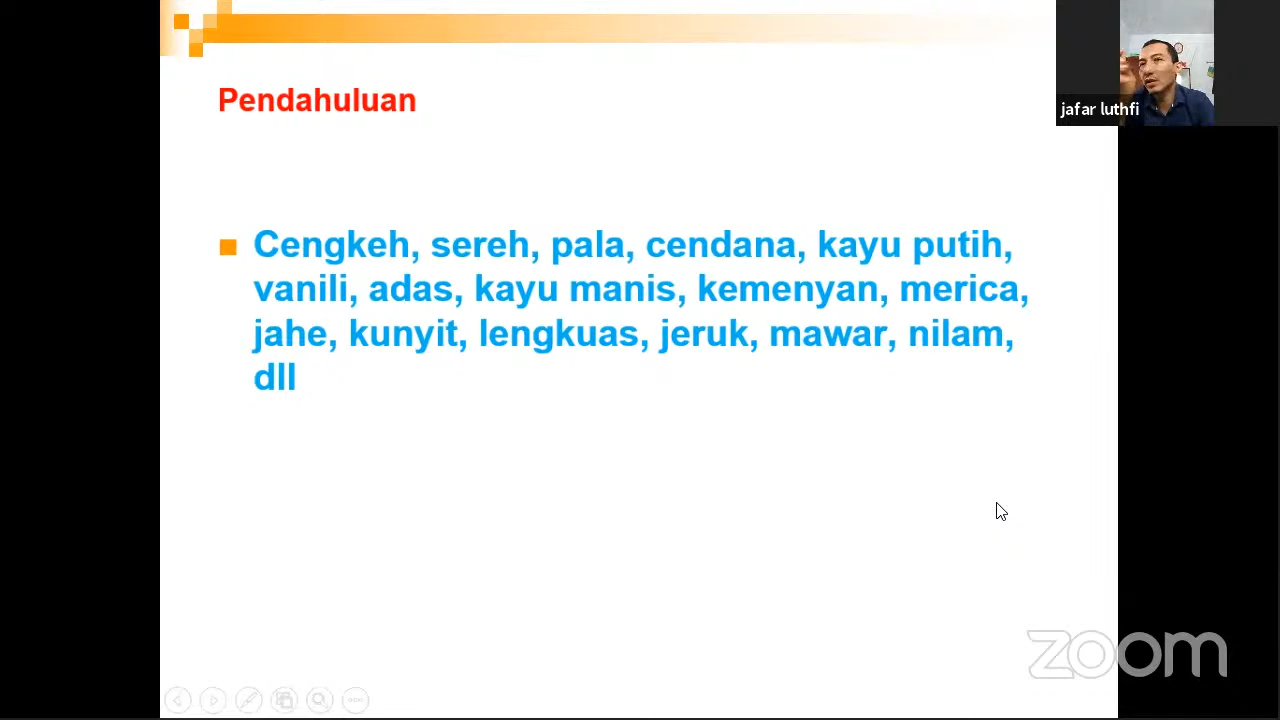 Pendahuluan
jafar luthfi
Cengkeh, sereh, pala, cendana, kayu putih,
vanili, adas, kayu manis, kemenyan, merica,
jahe, kunyit, lengkuas, jeruk, mawar, nilam,
dll
zoom